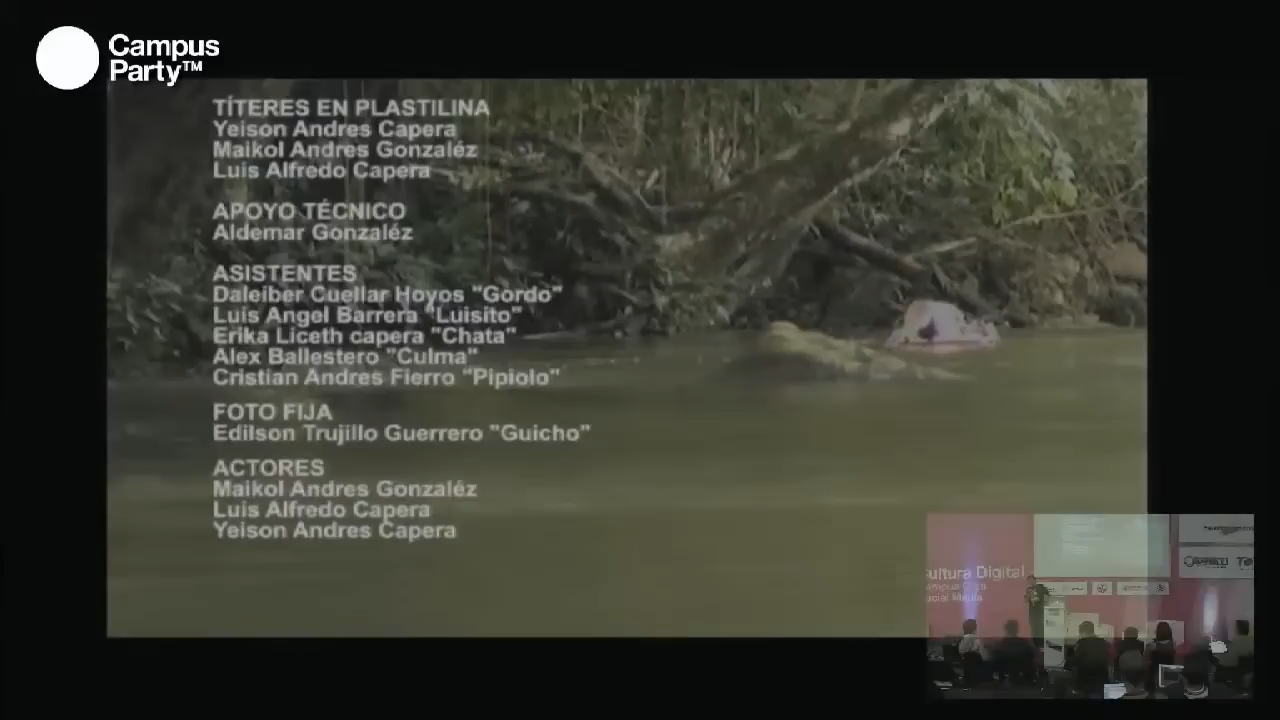 Campus
Party™
TÍTERES EN PLASTILINA
Yeison Andres Capera
Maikol Andres Gonzaléz
Luis Alfredo Capera
APOYO TÉCNICO
Aldemar Gonzaléz
ASISTENTES
Daleiber Cuellar Hoyos "Gordo"
Luis Angel Barrera "Luisito"
Erika Liceth capera "Chata"
Alex Ballestero "Culma"
Cristian Andres Fierro "Pipiolo"
FOTO FIJA
Edilson Trujillo Guerrero "Guicho"
ACTORES
Maikol Andres Gonzaléz
Luis Alfredo Capera
Yeison Andres Capera
ultura Digital